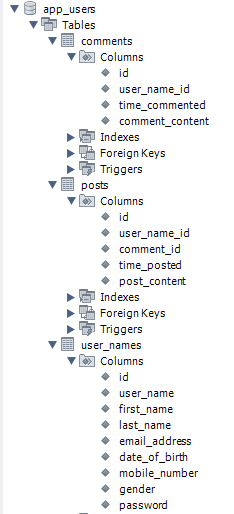 app_users
Tables
comments
Columns
id
user_name_id
time_commented
comment_content
Indexes
Foreign Keys
Triggers
posts
Columns
id
user_name_id
comment_id
time_posted
post_content
Indexes
Foreign Keys
Triggers
user_names
Columns
id
user_name
first_name
last_name
email_address
date_of_birth
mobile_number
gender
password